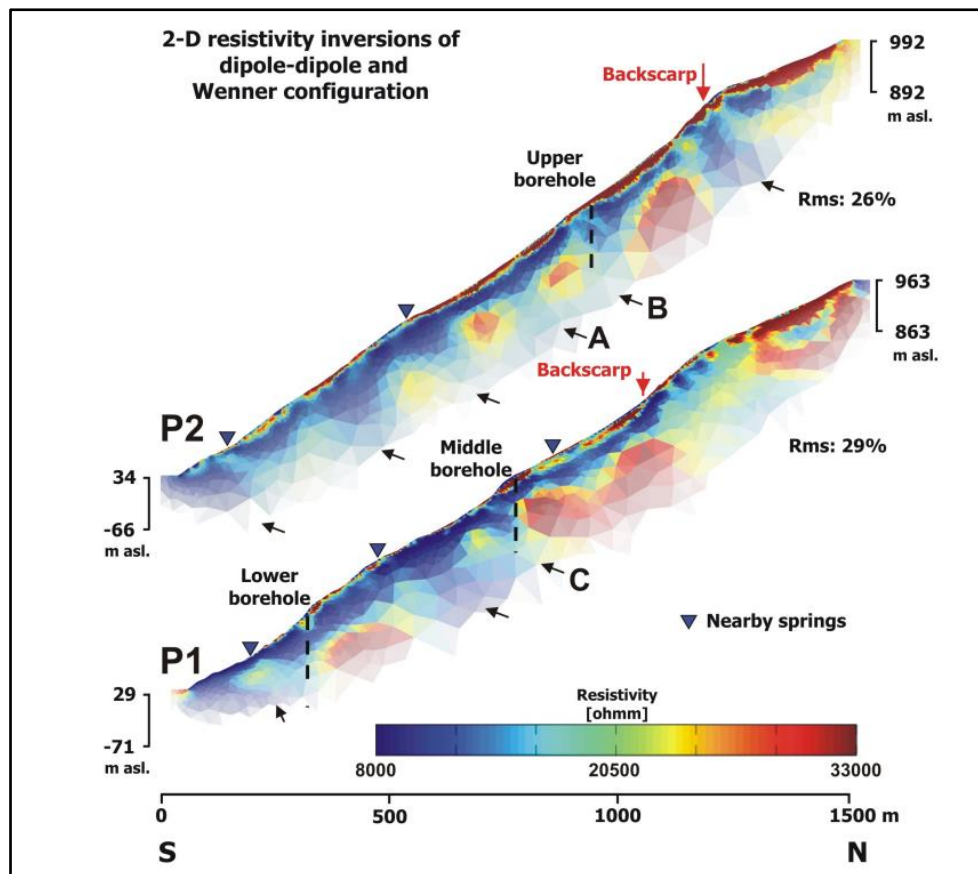 2-D resistivity inversions of
dipole-dipole and
Wenner configuration
992
892
m asl.
Backscarp
Upper
borehole
Rms: 26%
B
A
963
863
m asl.
Backscarp
P2
34
-66
m asl.
Middle
borehole
Rms: 29%
C
Lower
borehole
Nearby springs
P1
29
-71
m asl.
Resistivity
[ohmm]
8000
20500
33000
0
500
1000
1500 m
S
N